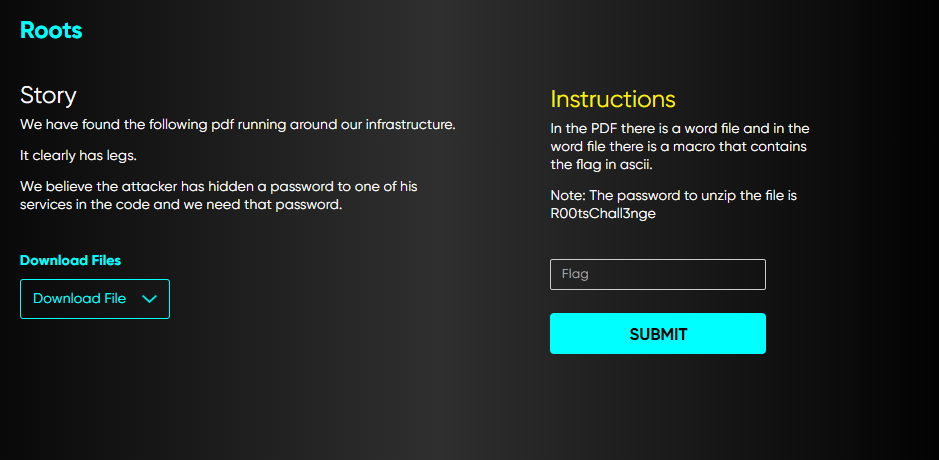 Roots
Story
We have found the following pdf running around our infrastructure.
It clearly has legs.
We believe the attacker has hidden a password to one of his
services in the code and we need that password.
Download Files
Download File
Instructions
In the PDF there is a word file and in the
word file there is a macro that contains
the flag in ascii.
Note: The password to unzip the file is
R00tsChall3nge
Flag
SUBMIT